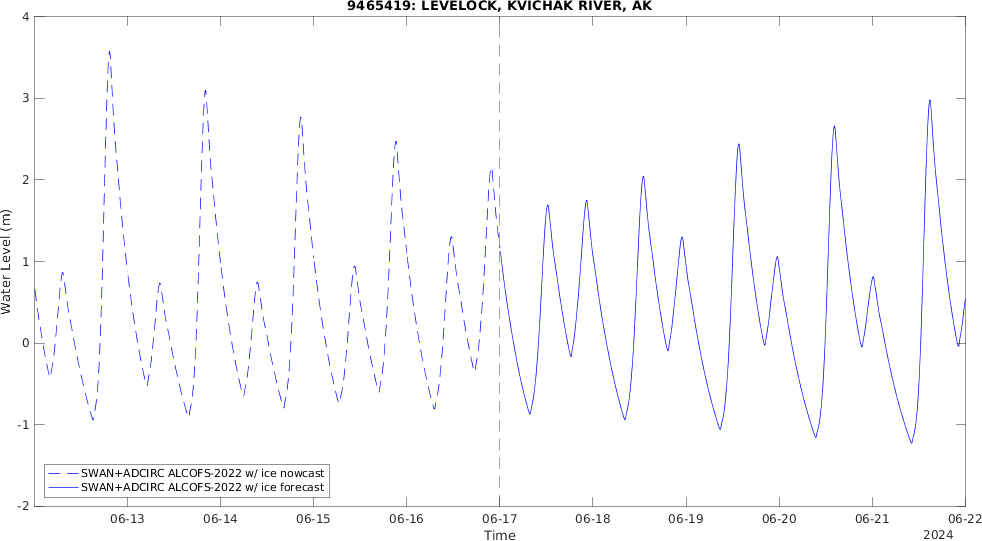 9465419: LEVELOCK, KVICHAK RIVER, AK
4
3
2
1
0
-1
-2
Water Level (m)
SWAN+ADCIRC ALCOFS-2022 w/ ice nowcast
SWAN+ADCIRC ALCOFS-2022 w/ ice forecast
06-13 06-14 06-15 06-16 06-17 06-18 06-19 06-20 06-21 06-22
Time
2024